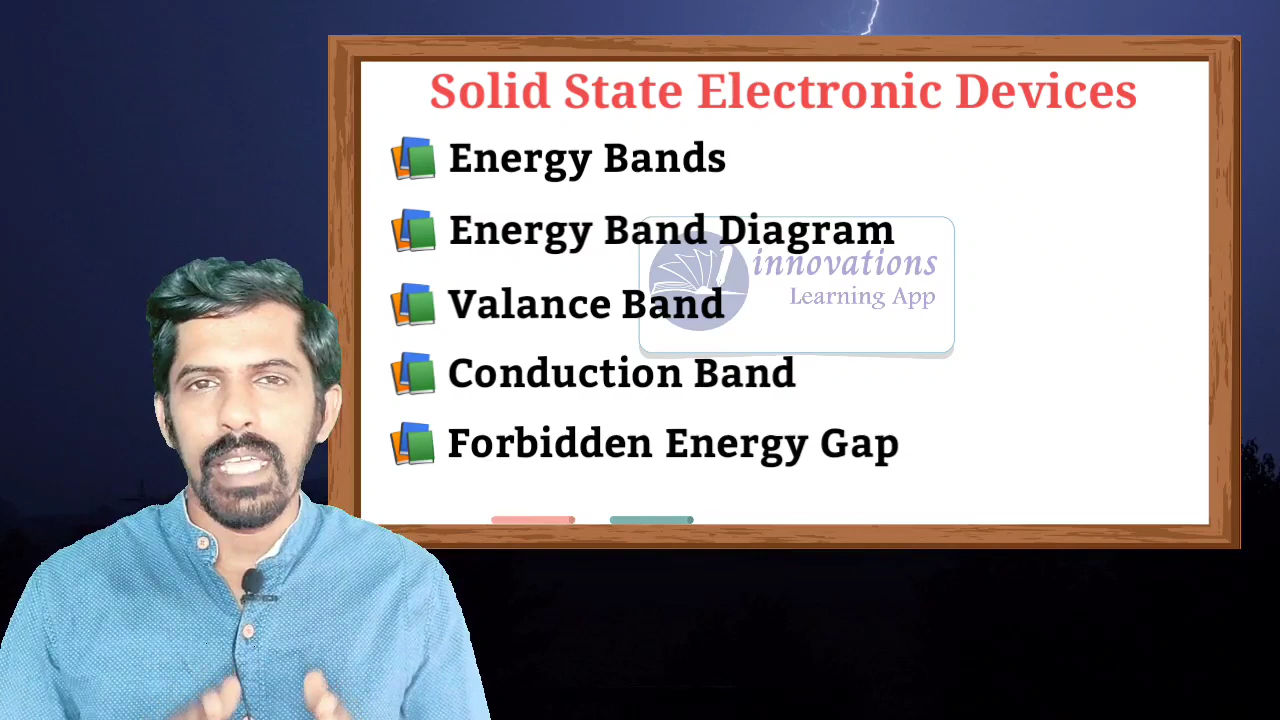 Solid State Electronic Devices
Energy Bands
Energy Band Diagram
innovations
Learning App
Valance Band
Conduction Band
Forbidden Energy Gap